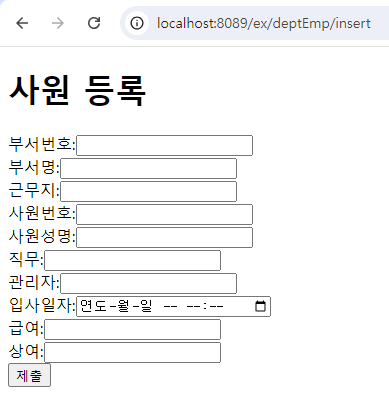 localhost:8089/ex/deptEmp/insert
사원 등록
부서번호:
부서명:
근무지:
사원번호:
사원성명:
직무:
관리자:
입사일자: 연도-월-일 -- --:--
급여:
상여:
제출